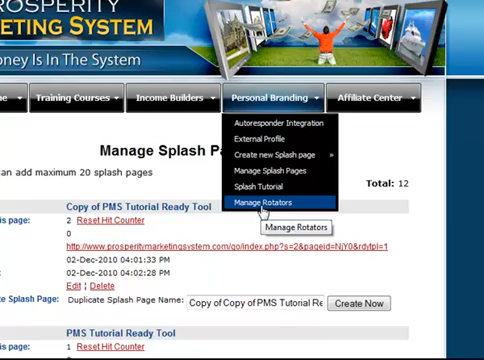 PROSPERITY
KETING SYSTEM
oney Is In The System
me
Training Courses
Income Builders
Personal Branding
Affiliate Center
Autoresponder Integration
External Profile
Create new Splash page »
Manage Splash Pages
Splash Tutorial
Manage Rotators
Manage Rotators
Manage Splash P
can add maximum 20 splash pages
Total: 12
Copy of PMS Tutorial Ready Tool
is page: 2 Reset Hit Counter
0
http://www.prosperitymarketingsystem.com/go/index.php?s=2&pageid=NjY0&rdytpl=1
02-Dec-2010 04:01:33 PM
02-Dec-2010 04:02:28 PM
Edit ¦ Delete
te Splash Page: Duplicate Splash Page Name: Copy of Copy of PMS Tutorial Re Create Now
PMS Tutorial Ready Tool
is page: 1 Reset Hit Counter